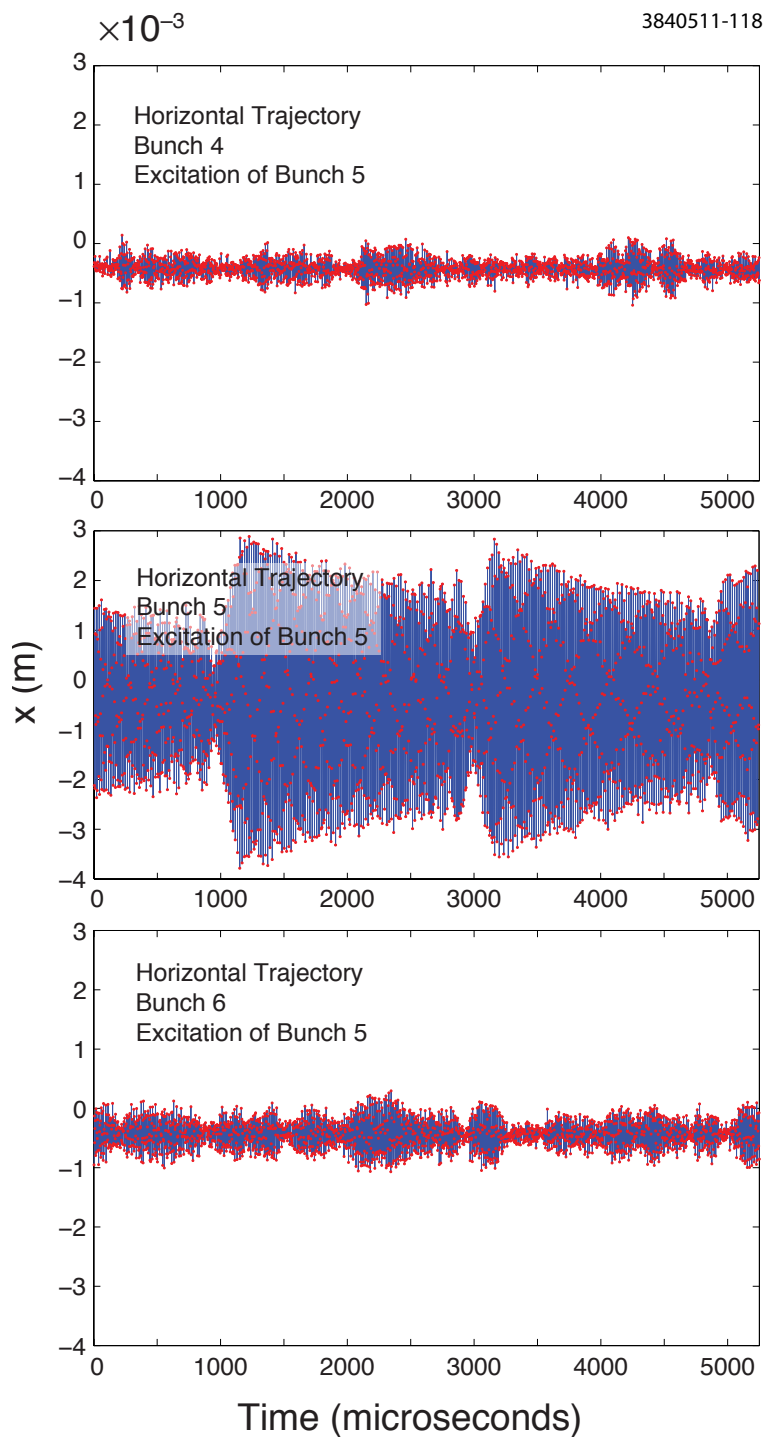 ×10⁻³
3840511-118
3
2
1
0
−1
−2
−3
−4
Horizontal Trajectory
Bunch 4
Excitation of Bunch 5
0 1000 2000 3000 4000 5000
3
2
1
0
−1
−2
−3
−4
Horizontal Trajectory
Bunch 5
Excitation of Bunch 5
x (m)
0 1000 2000 3000 4000 5000
3
2
1
0
−1
−2
−3
−4
Horizontal Trajectory
Bunch 6
Excitation of Bunch 5
0 1000 2000 3000 4000 5000
Time (microseconds)